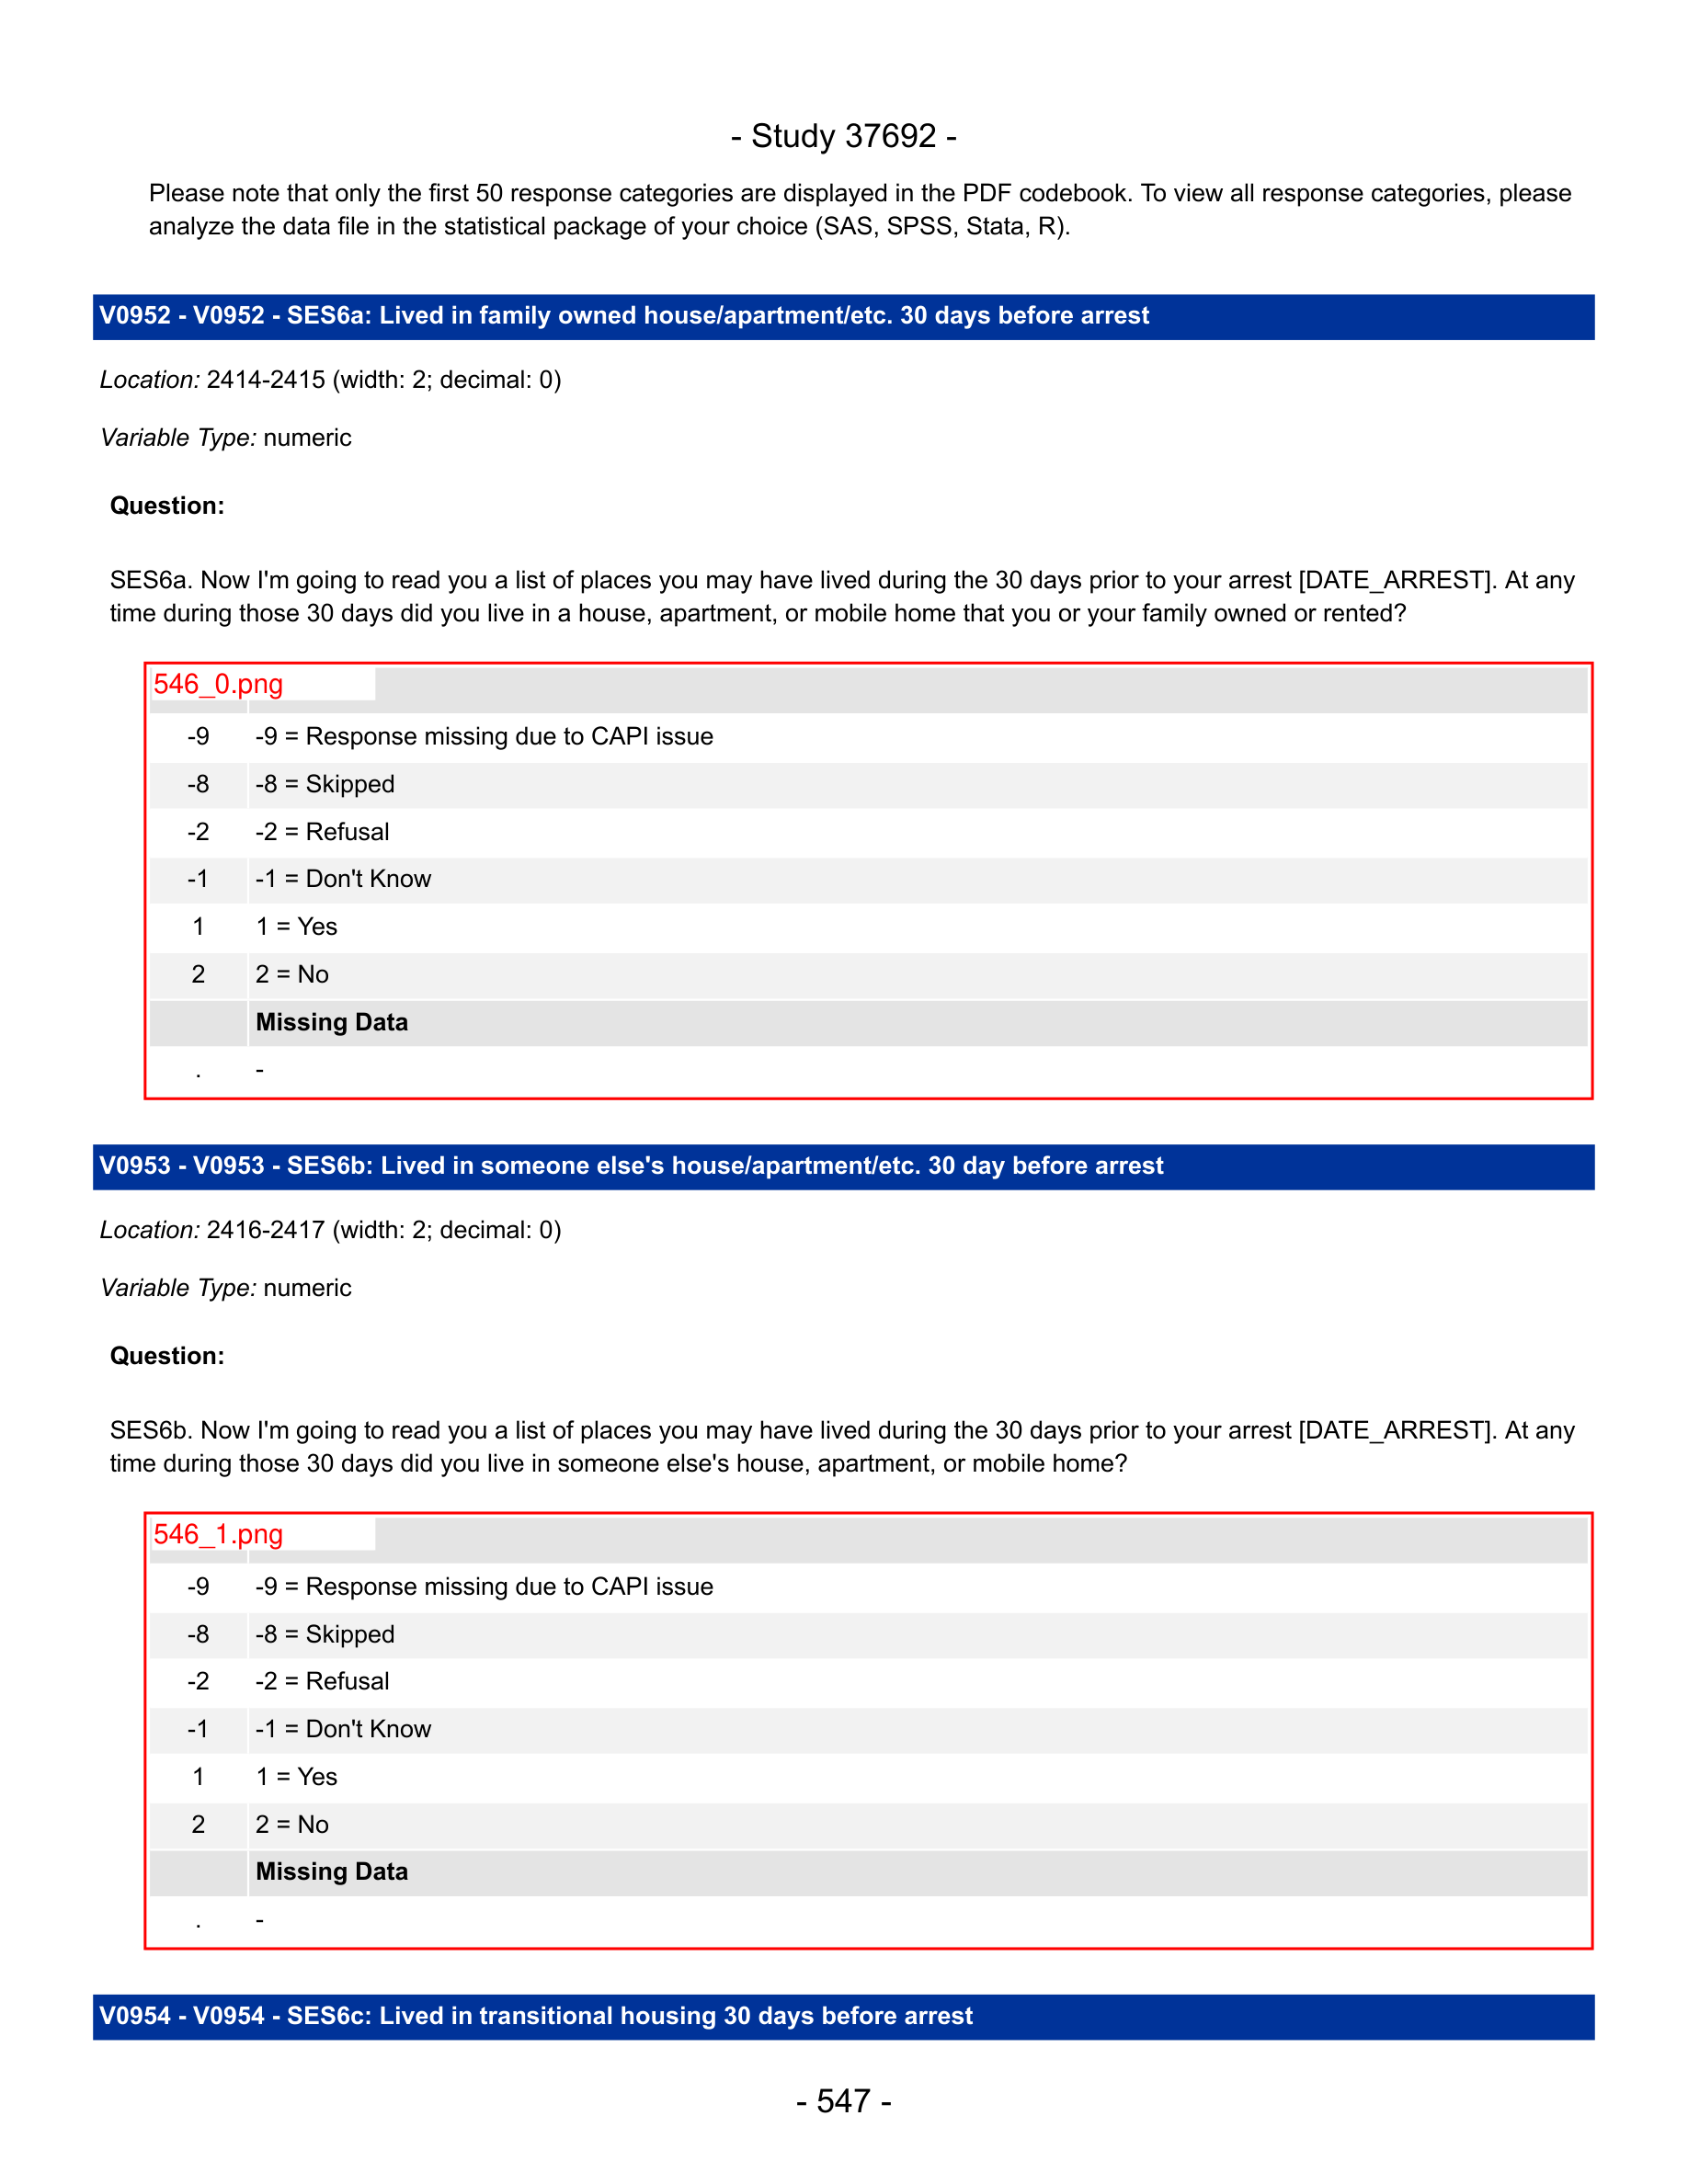 - Study 37692 -
Please note that only the first 50 response categories are displayed in the PDF codebook. To view all response categories, please
analyze the data file in the statistical package of your choice (SAS, SPSS, Stata, R).
V0952 - V0952 - SES6a: Lived in family owned house/apartment/etc. 30 days before arrest
Location: 2414-2415 (width: 2; decimal: 0)
Variable Type: numeric
Question:
SES6a. Now I'm going to read you a list of places you may have lived during the 30 days prior to your arrest [DATE_ARREST]. At any
time during those 30 days did you live in a house, apartment, or mobile home that you or your family owned or rented?
546_0.png
-9 -9 = Response missing due to CAPI issue
-8 -8 = Skipped
-2 -2 = Refusal
-1 -1 = Don't Know
1 1 = Yes
2 2 = No
Missing Data
. -
V0953 - V0953 - SES6b: Lived in someone else's house/apartment/etc. 30 day before arrest
Location: 2416-2417 (width: 2; decimal: 0)
Variable Type: numeric
Question:
SES6b. Now I'm going to read you a list of places you may have lived during the 30 days prior to your arrest [DATE_ARREST]. At any
time during those 30 days did you live in someone else's house, apartment, or mobile home?
546_1.png
-9 -9 = Response missing due to CAPI issue
-8 -8 = Skipped
-2 -2 = Refusal
-1 -1 = Don't Know
1 1 = Yes
2 2 = No
Missing Data
. -
V0954 - V0954 - SES6c: Lived in transitional housing 30 days before arrest
- 547 -